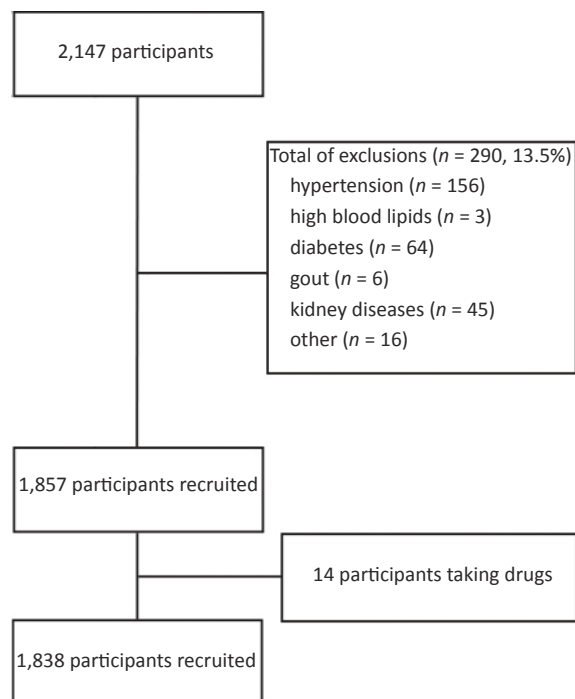 2,147 participants
Total of exclusions (n = 290, 13.5%)
hypertension (n = 156)
high blood lipids (n = 3)
diabetes (n = 64)
gout (n = 6)
kidney diseases (n = 45)
other (n = 16)
1,857 participants recruited
14 participants taking drugs
1,838 participants recruited